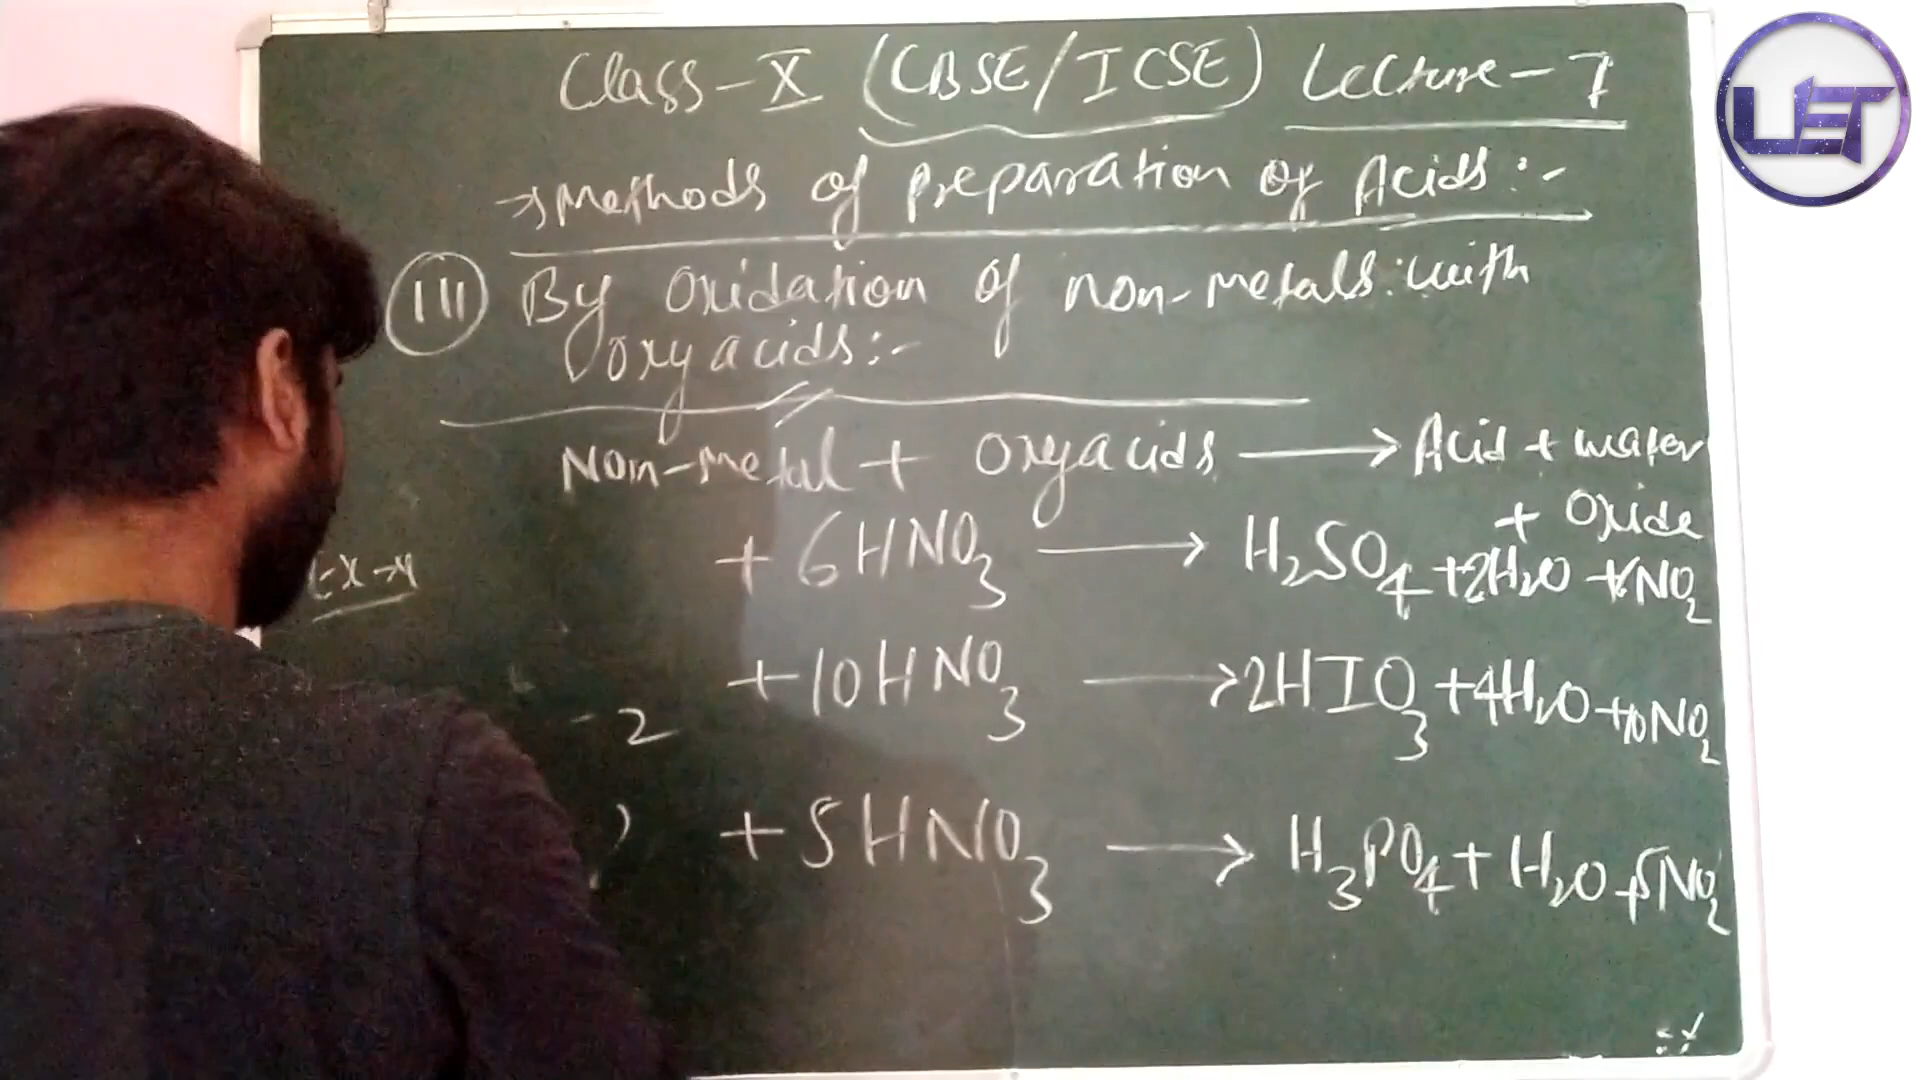 Class-X (CBSE/ICSE) Lecture-7
→ Methods of preparation of Acids:-
III By Oxidation of non-metals: with
oxyacids:-
Non-metal + Oxyacids ⟶ Acid + water
+ Oxide
Ex→
+ 6HNO3 ⟶ H2SO4 + 2H2O + 6NO2
2 + 10HNO3 ⟶ 2HIO3 + 4H2O + 10NO2
+ 5HNO3 ⟶ H3PO4 + H2O + 5NO2
UET